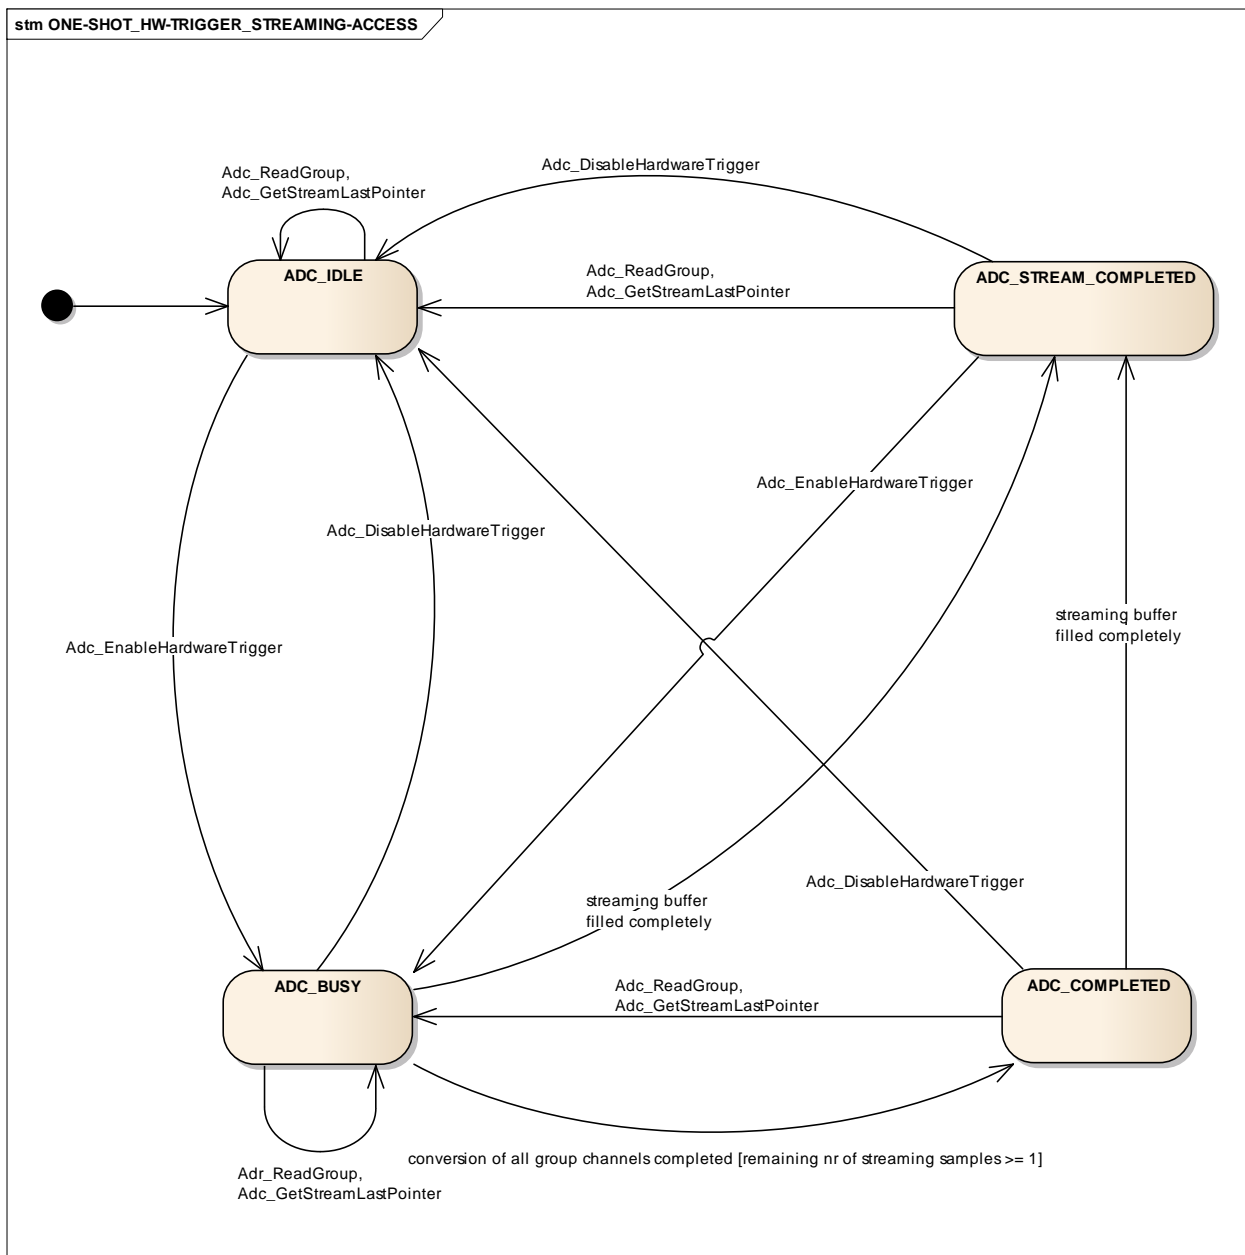 stm ONE-SHOT_HW-TRIGGER_STREAMING-ACCESS
Adc_DisableHardwareTrigger
Adc_ReadGroup,
Adc_GetStreamLastPointer
ADC_IDLE
Adc_ReadGroup,
Adc_GetStreamLastPointer
ADC_STREAM_COMPLETED
Adc_EnableHardwareTrigger
Adc_DisableHardwareTrigger
streaming buffer
filled completely
Adc_EnableHardwareTrigger
Adc_DisableHardwareTrigger
streaming buffer
filled completely
ADC_BUSY
Adc_ReadGroup,
Adc_GetStreamLastPointer
ADC_COMPLETED
conversion of all group channels completed [remaining nr of streaming samples >= 1]
Adr_ReadGroup,
Adc_GetStreamLastPointer